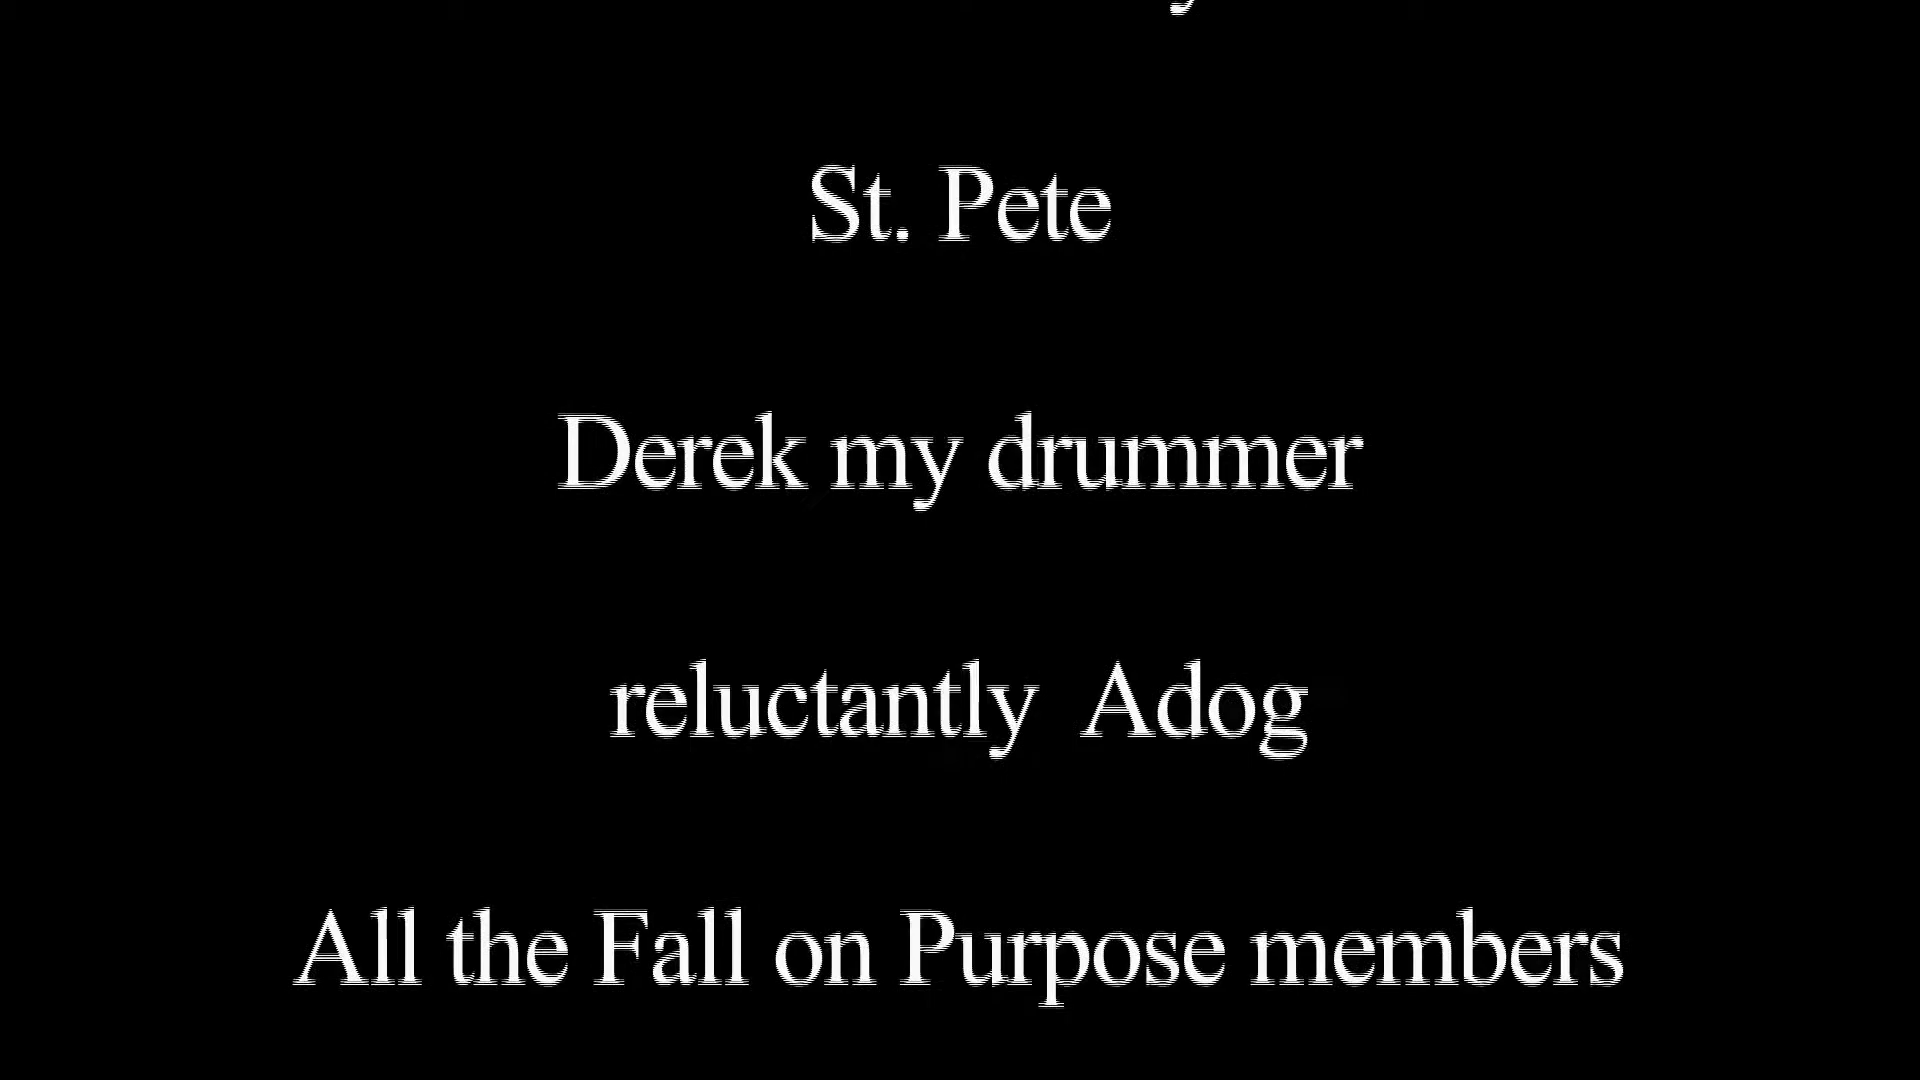 St. Pete
Derek my drummer
reluctantly  Adog
All the Fall on Purpose members